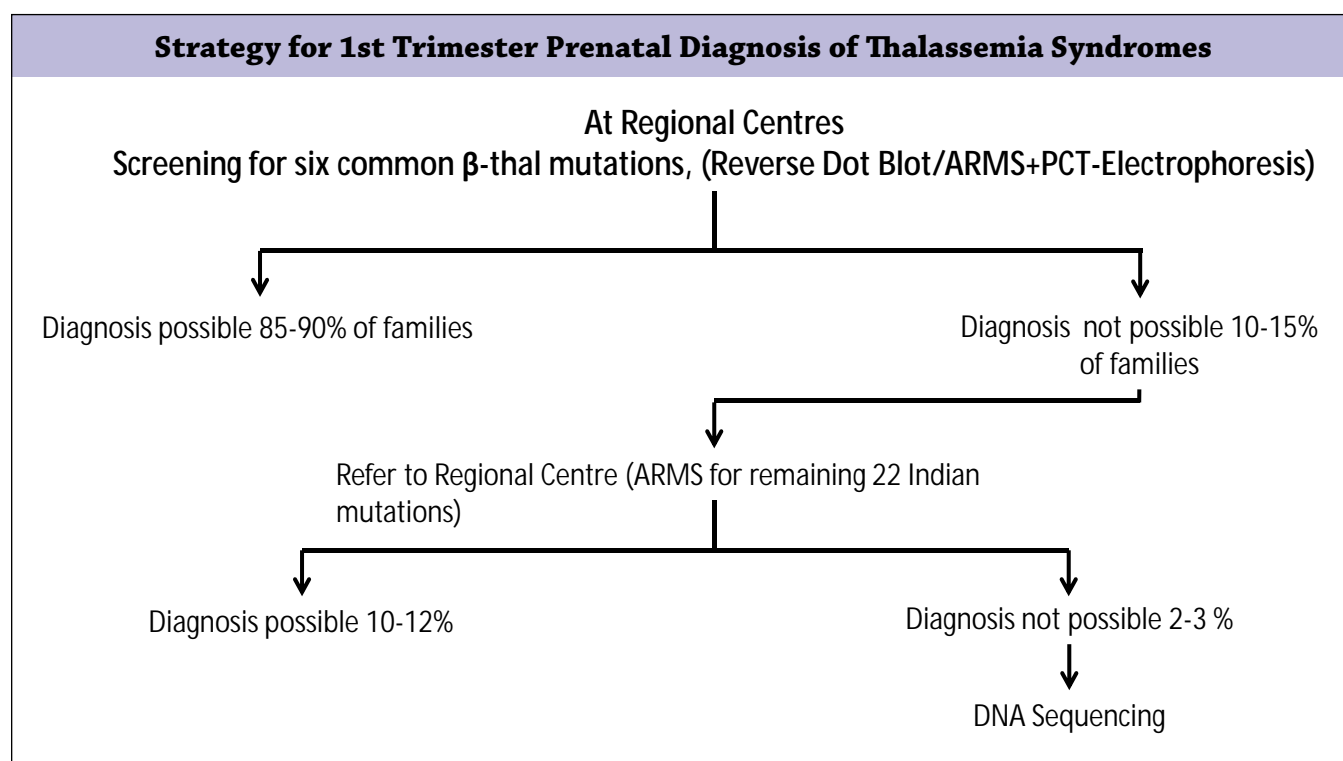 Strategy for 1st Trimester Prenatal Diagnosis of Thalassemia Syndromes
At Regional Centres
Screening for six common β-thal mutations, (Reverse Dot Blot/ARMS+PCT-Electrophoresis)
Diagnosis possible 85-90% of families
Diagnosis not possible 10-15%
of families
Refer to Regional Centre (ARMS for remaining 22 Indian
mutations)
Diagnosis possible 10-12%
Diagnosis not possible 2-3 %
DNA Sequencing